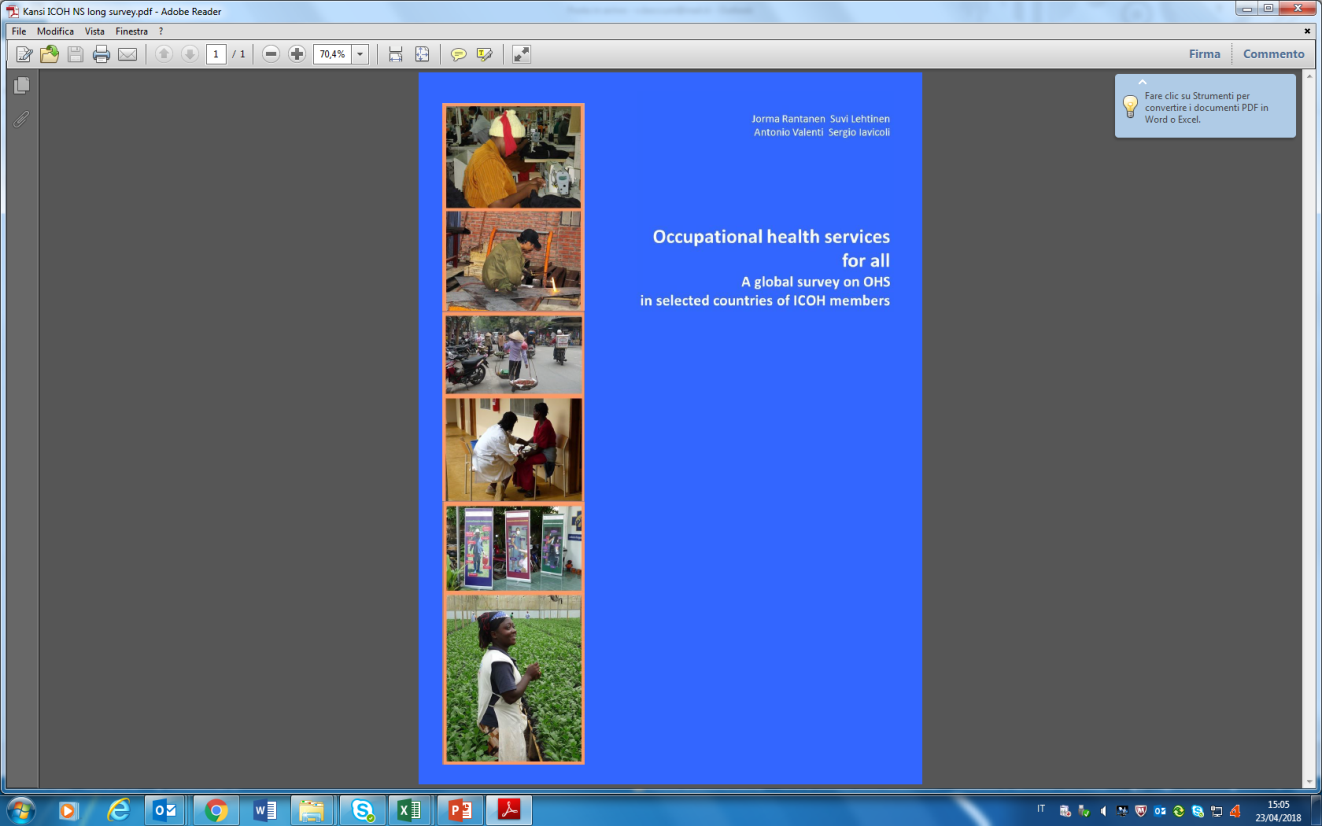 Kansi ICOH NS long survey.pdf - Adobe Reader
File Modifica Vista Finestra ?
1 / 1 70,4% Firma Commento
Fare clic su Strumenti per
convertire i documenti PDF in
Word o Excel.
Jorma Rantanen Suvi Lehtinen
Antonio Valenti Sergio Iavicoli
Occupational health services
for all
A global survey on OHS
in selected countries of ICOH members
IT
15:05
23/04/2018